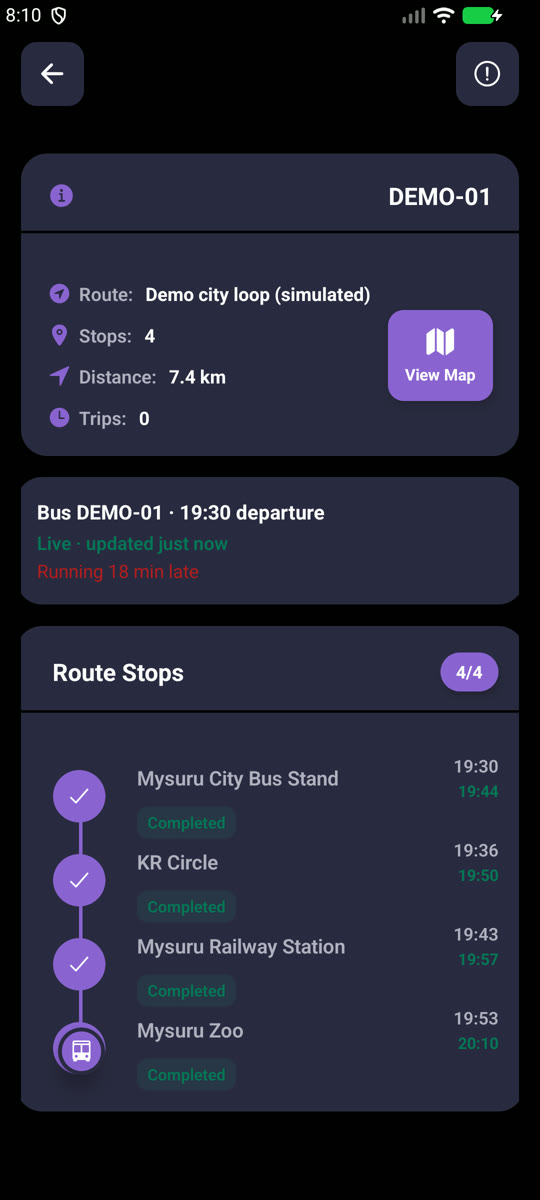 8:10
DEMO-01
Route: Demo city loop (simulated)
Stops: 4
Distance: 7.4 km
Trips: 0
View Map
Bus DEMO-01 · 19:30 departure
Live · updated just now
Running 18 min late
Route Stops 4/4
Mysuru City Bus Stand 19:30
19:44
Completed
KR Circle 19:36
19:50
Completed
Mysuru Railway Station 19:43
19:57
Completed
Mysuru Zoo 19:53
20:10
Completed